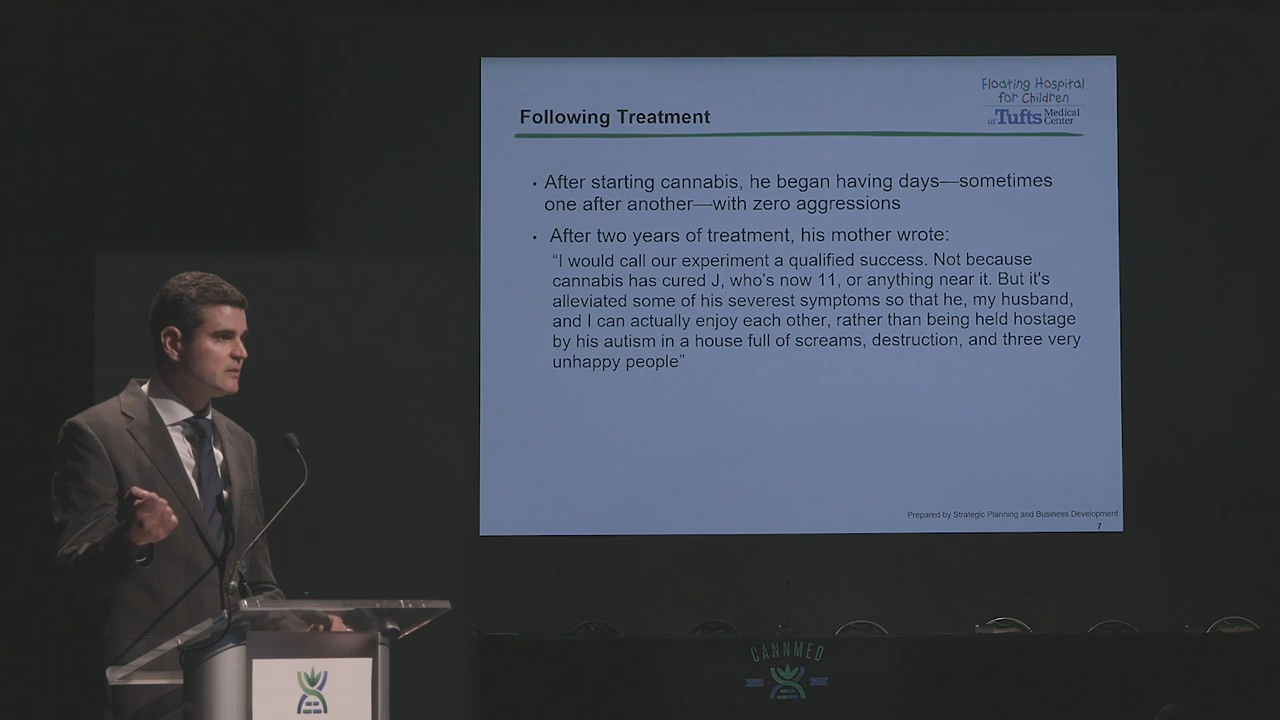 Floating Hospital
for Children
at Tufts Medical
Center
Following Treatment
• After starting cannabis, he began having days—sometimes
one after another—with zero aggressions
• After two years of treatment, his mother wrote:
“I would call our experiment a qualified success. Not because
cannabis has cured J, who's now 11, or anything near it. But it's
alleviated some of his severest symptoms so that he, my husband,
and I can actually enjoy each other, rather than being held hostage
by his autism in a house full of screams, destruction, and three very
unhappy people”
Prepared by Strategic Planning and Business Development
7
CANNMED